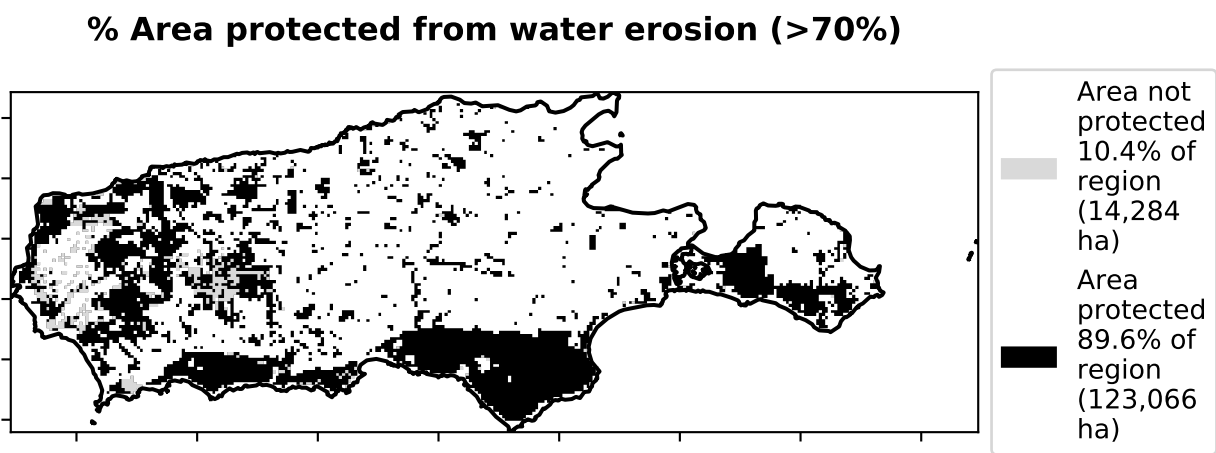 % Area protected from water erosion (>70%)
Area not
protected
10.4% of
region
(14,284
ha)
Area
protected
89.6% of
region
(123,066
ha)